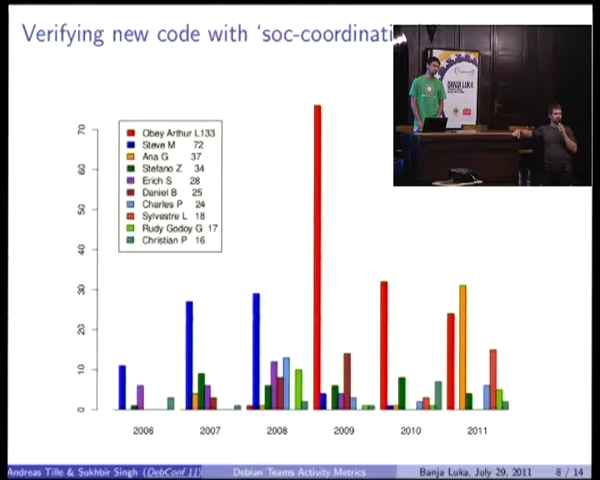 Verifying new code with ‘soc-coordinati
BANJA LUKA
70
60
50
40
30
20
10
0
Obey Arthur L133
Steve M 72
Ana G 37
Stefano Z 34
Erich S 28
Daniel B 25
Charles P 24
Sylvestre L 18
Rudy Godoy G 17
Christian P 16
2006 2007 2008 2009 2010 2011
Andreas Tille & Sukhbir Singh (DebConf 11) Debian Teams Activity Metrics Banja Luka, July 29, 2011 8 / 14